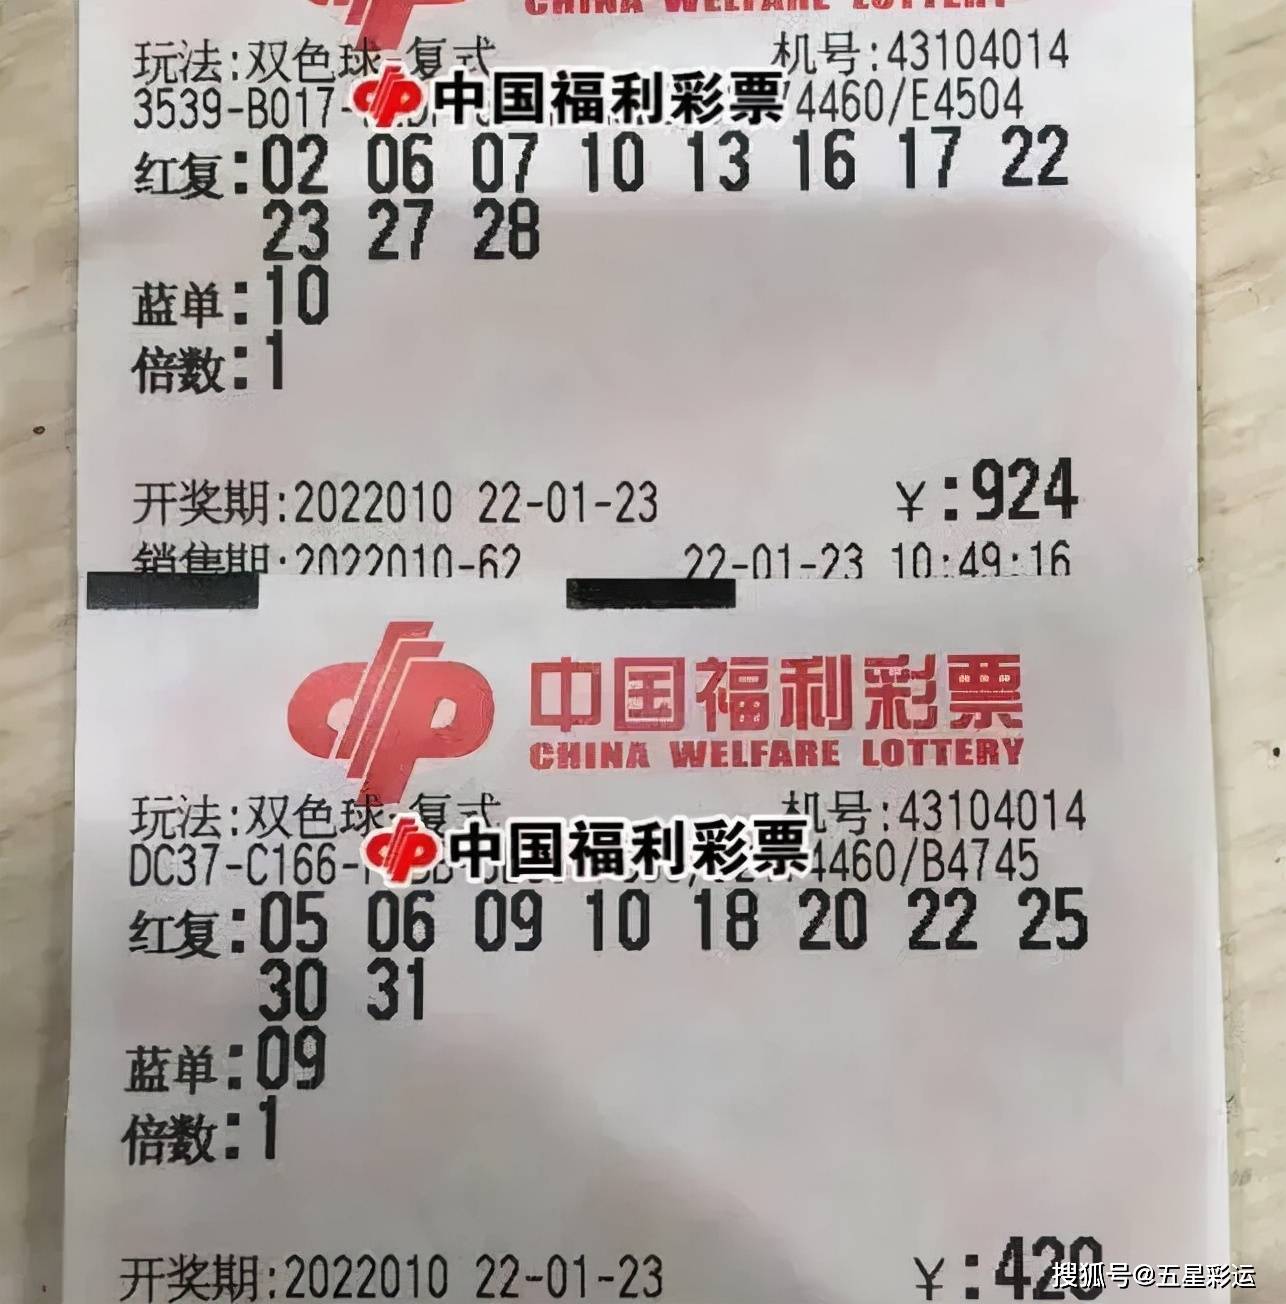 CHINA WELFARE LOTTERY
玩法:双色球-复式 机号:43104014
中国福利彩票
3539-B017- 4460/E4504
红复:02 06 07 10 13 16 17 22
23 27 28
蓝单:10
倍数:1
开奖期:2022010 22-01-23 ¥:924
销售期:2022010-62 22-01-23 10:49:16
中国福利彩票
CHINA WELFARE LOTTERY
玩法:双色球-复式 机号:43104014
中国福利彩票
DC37-C166- 4460/B4745
红复:05 06 09 10 18 20 22 25
30 31
蓝单:09
倍数:1
开奖期:2022010 22-01-23 ¥:420
搜狐号@五星彩运